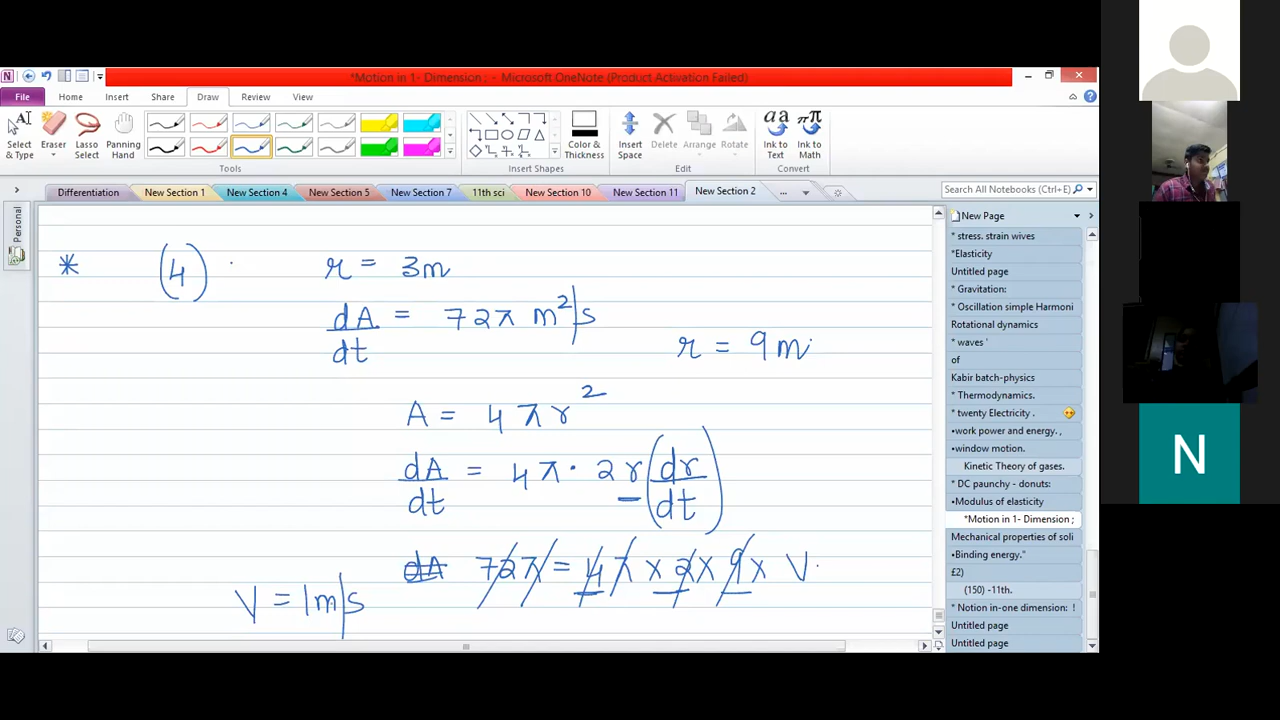 *Motion in 1- Dimension ; - Microsoft OneNote (Product Activation Failed)
File Home Insert Share Draw Review View
Select & Type
Eraser
Lasso Select
Panning Hand
Color & Thickness
Insert Space
Delete
Arrange
Rotate
Ink to Text
Ink to Math
Tools
Insert Shapes
Edit
Convert
Differentiation New Section 1 New Section 4 New Section 5 New Section 7 11th sci New Section 10 New Section 11 New Section 2 ...
Search All Notebooks (Ctrl+E)
Personal
* (4) r = 3m
dA/dt = 72π m²/s
r = 9m
A = 4πr²
dA/dt = 4π·2r(dr/dt)
dA 72π = 4π x 2 x 9 x V
V = 1m/s
New Page
* stress. strain wives
*Elasticity
Untitled page
* Gravitation:
* Oscillation simple Harmoni
Rotational dynamics
* waves '
of
Kabir batch-physics
* Thermodynamics.
* twenty Electricity .
•work power and energy. ,
•window motion.
Kinetic Theory of gases.
* DC paunchy - donuts:
•Modulus of elasticity
*Motion in 1- Dimension ;
Mechanical properties of soli
•Binding energy."
£2)
(150) -11th.
* Notion in-one dimension: !
Untitled page
Untitled page
N